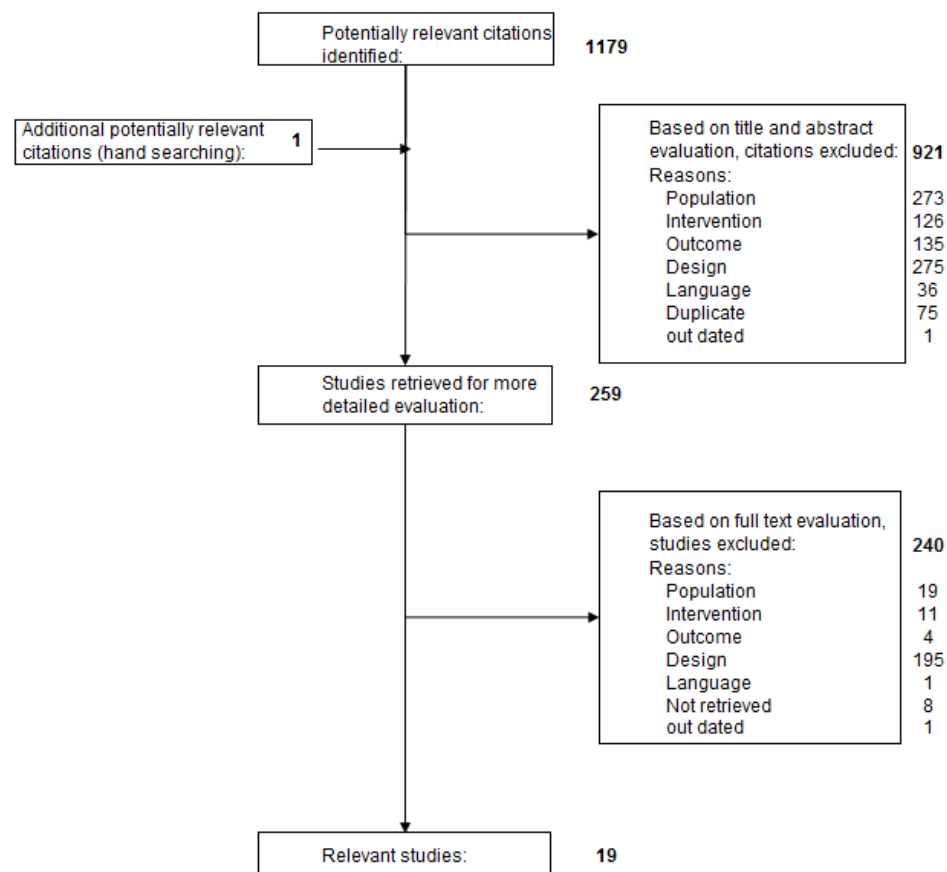 Potentially relevant citations
identified:
1179
Additional potentially relevant
citations (hand searching):
1
Based on title and abstract
evaluation, citations excluded: 921
Reasons:
Population 273
Intervention 126
Outcome 135
Design 275
Language 36
Duplicate 75
out dated 1
Studies retrieved for more
detailed evaluation:
259
Based on full text evaluation,
studies excluded: 240
Reasons:
Population 19
Intervention 11
Outcome 4
Design 195
Language 1
Not retrieved 8
out dated 1
Relevant studies: 19